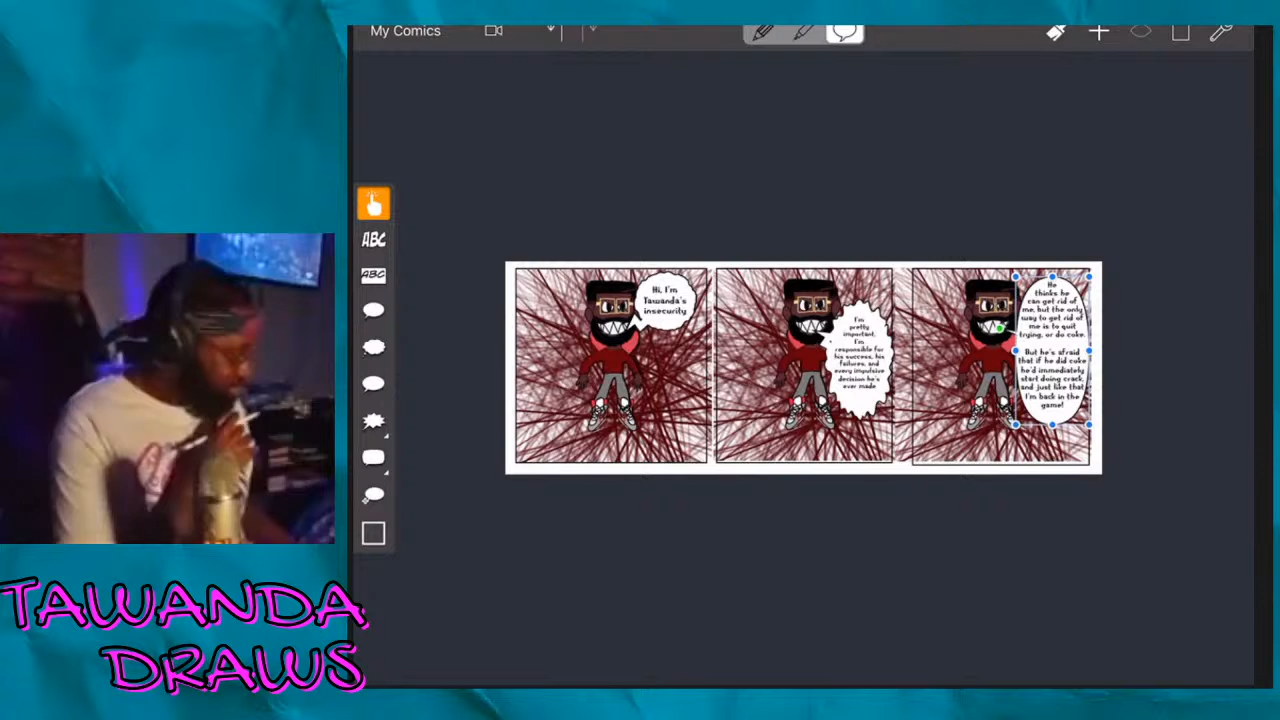 My Comics
ABC
ABC
Hi, I'm
Tawanda's
insecurity
I'm
pretty
important.
I'm
responsible for
his success, his
failures, and
every impulsive
decision he's
ever made
He
thinks he
can get rid of
me, but the only
way to get rid of
me is to quit
trying, or do coke.
But he's afraid
that if he did coke
he'd immediately
start doing crack,
and just like that
I'm back in the
game!
TAWANDA
DRAWS